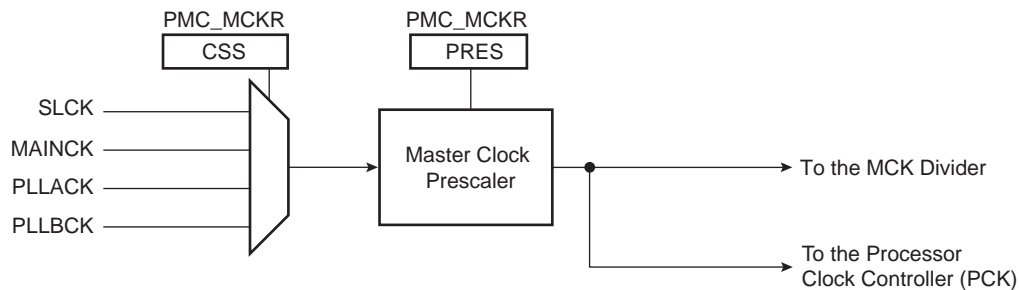 PMC_MCKR
CSS
PMC_MCKR
PRES
SLCK
MAINCK
PLLACK
PLLBCK
Master Clock
Prescaler
To the MCK Divider
To the Processor
Clock Controller (PCK)